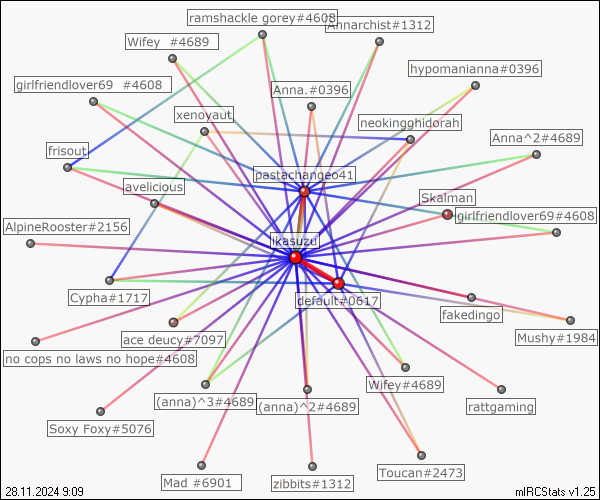 ramshackle gorey#4608
Annarchist#1312
Wifey  #4689
hypomanianna#0396
girlfriendlover69  #4608
Anna.#0396
xenoyaut
neokingghidorah
Anna^2#4689
frisout
pastachangeo41
avelicious
Skalman
girlfriendlover69#4608
AlpineRooster#2156
Ikasuzu
Cypha#1717
default#0617
fakedingo
ace deucy#7097
Mushy#1984
no cops no laws no hope#4608
Wifey#4689
(anna)^3#4689
(anna)^2#4689
rattgaming
Soxy Foxy#5076
Toucan#2473
Mad #6901
zibbits#1312
28.11.2024 9:09
mIRCStats v1.25